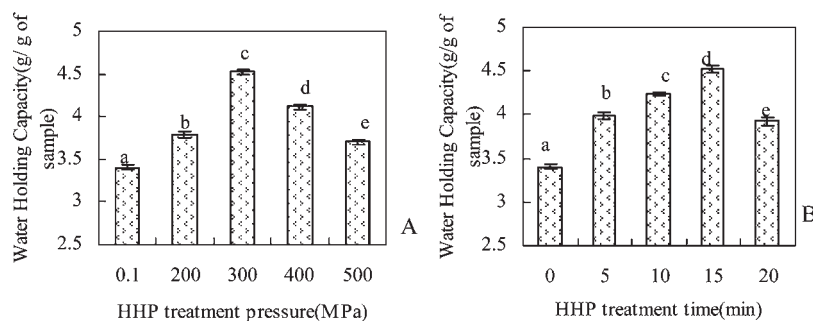 Water Holding Capacity(g/ g of
sample)
5
4.5
4
3.5
3
2.5
a
b
c
d
e
0.1 200 300 400 500
HHP treatment pressure(MPa)
A
Water Holding Capacity(g/g of
sample)
5
4.5
4
3.5
3
2.5
a
b
c
d
e
0 5 10 15 20
HHP treatment time(min)
B